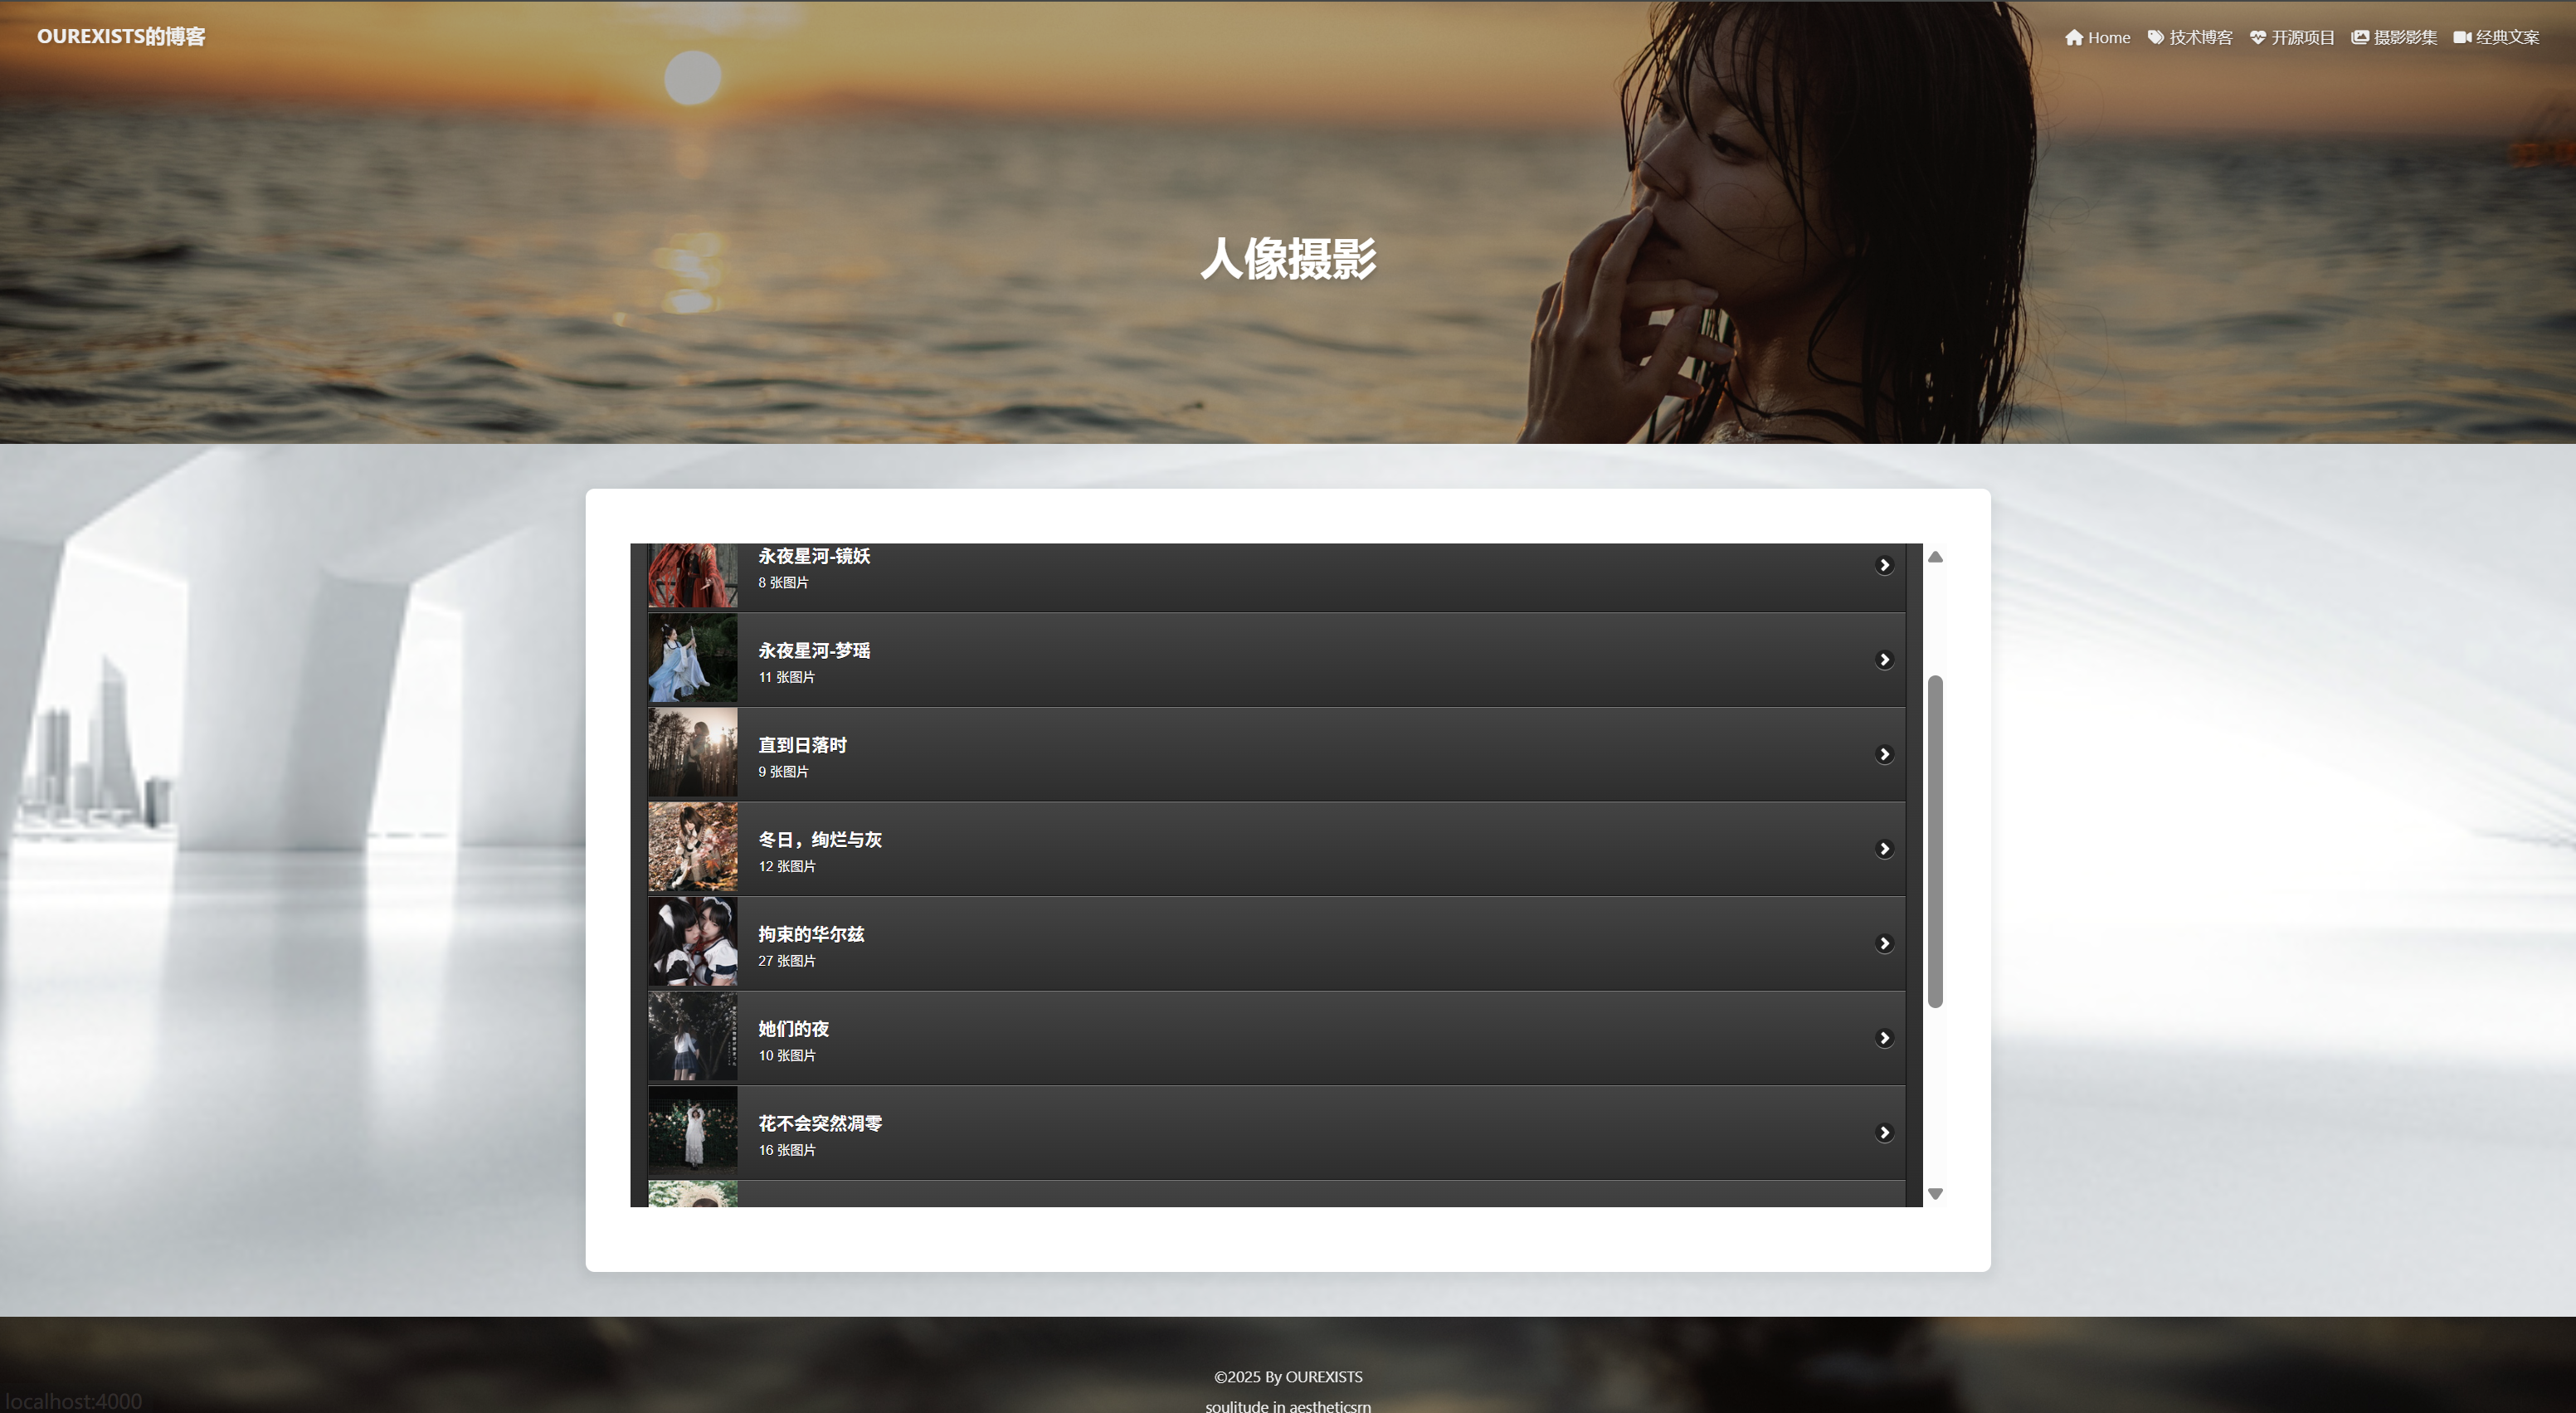 OUREXISTS的博客
Home 技术博客 开源项目 摄影影集 经典文案
人像摄影
永夜星河-镜妖
8 张图片
永夜星河-梦瑶
11 张图片
直到日落时
9 张图片
冬日，绚烂与灰
12 张图片
拘束的华尔兹
27 张图片
她们的夜
10 张图片
花不会突然凋零
16 张图片
©2025 By OUREXISTS
soulitude in aestheticsrn
localhost:4000